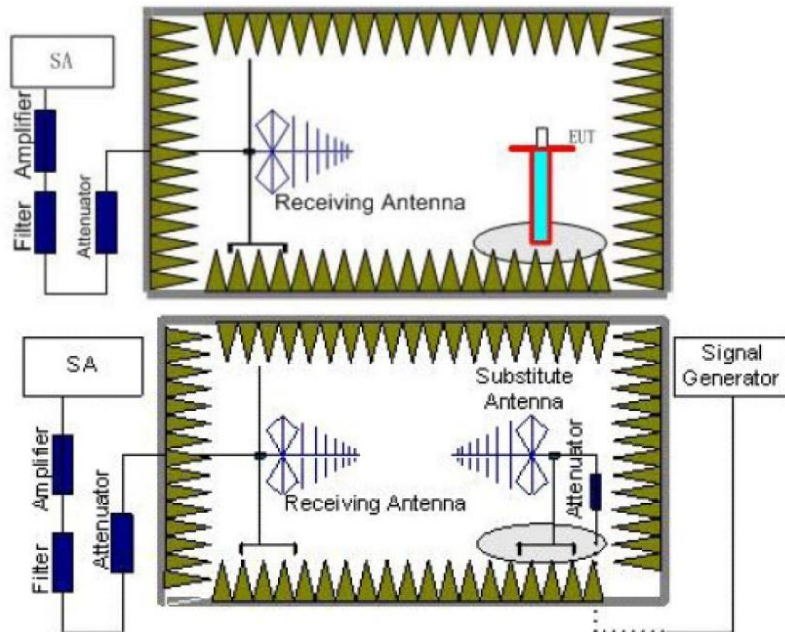 SA
Amplifier
Filter
Attenuator
Receiving Antenna
EUT
SA
Amplifier
Filter
Attenuator
Receiving Antenna
Substitute
Antenna
Attenuator
Signal
Generator